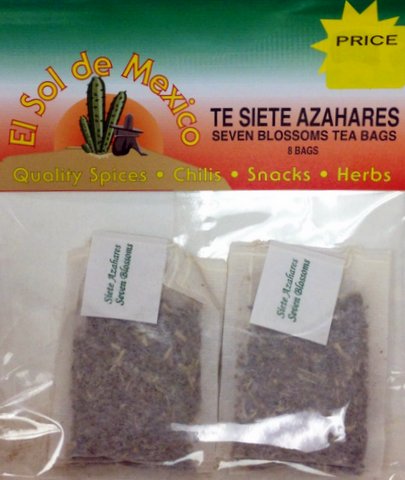 El Sol de Mexico
PRICE
TE SIETE AZAHARES
SEVEN BLOSSOMS TEA BAGS
8 BAGS
Quality Spices • Chilis • Snacks • Herbs
Siete Azahares
Seven Blossoms
Siete Azahares
Seven Blossoms